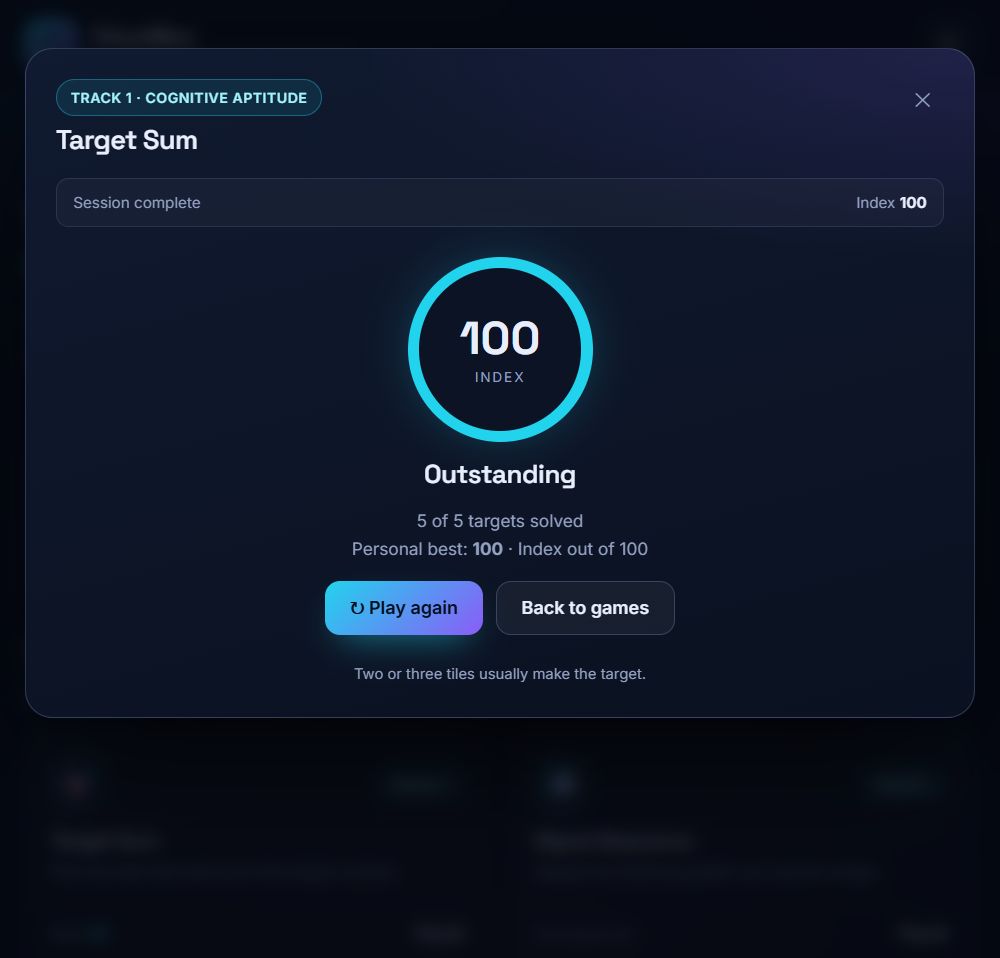 TRACK 1 · COGNITIVE APTITUDE
Target Sum
Session complete Index 100
100
INDEX
Outstanding
5 of 5 targets solved
Personal best: 100 · Index out of 100
↻ Play again Back to games
Two or three tiles usually make the target.